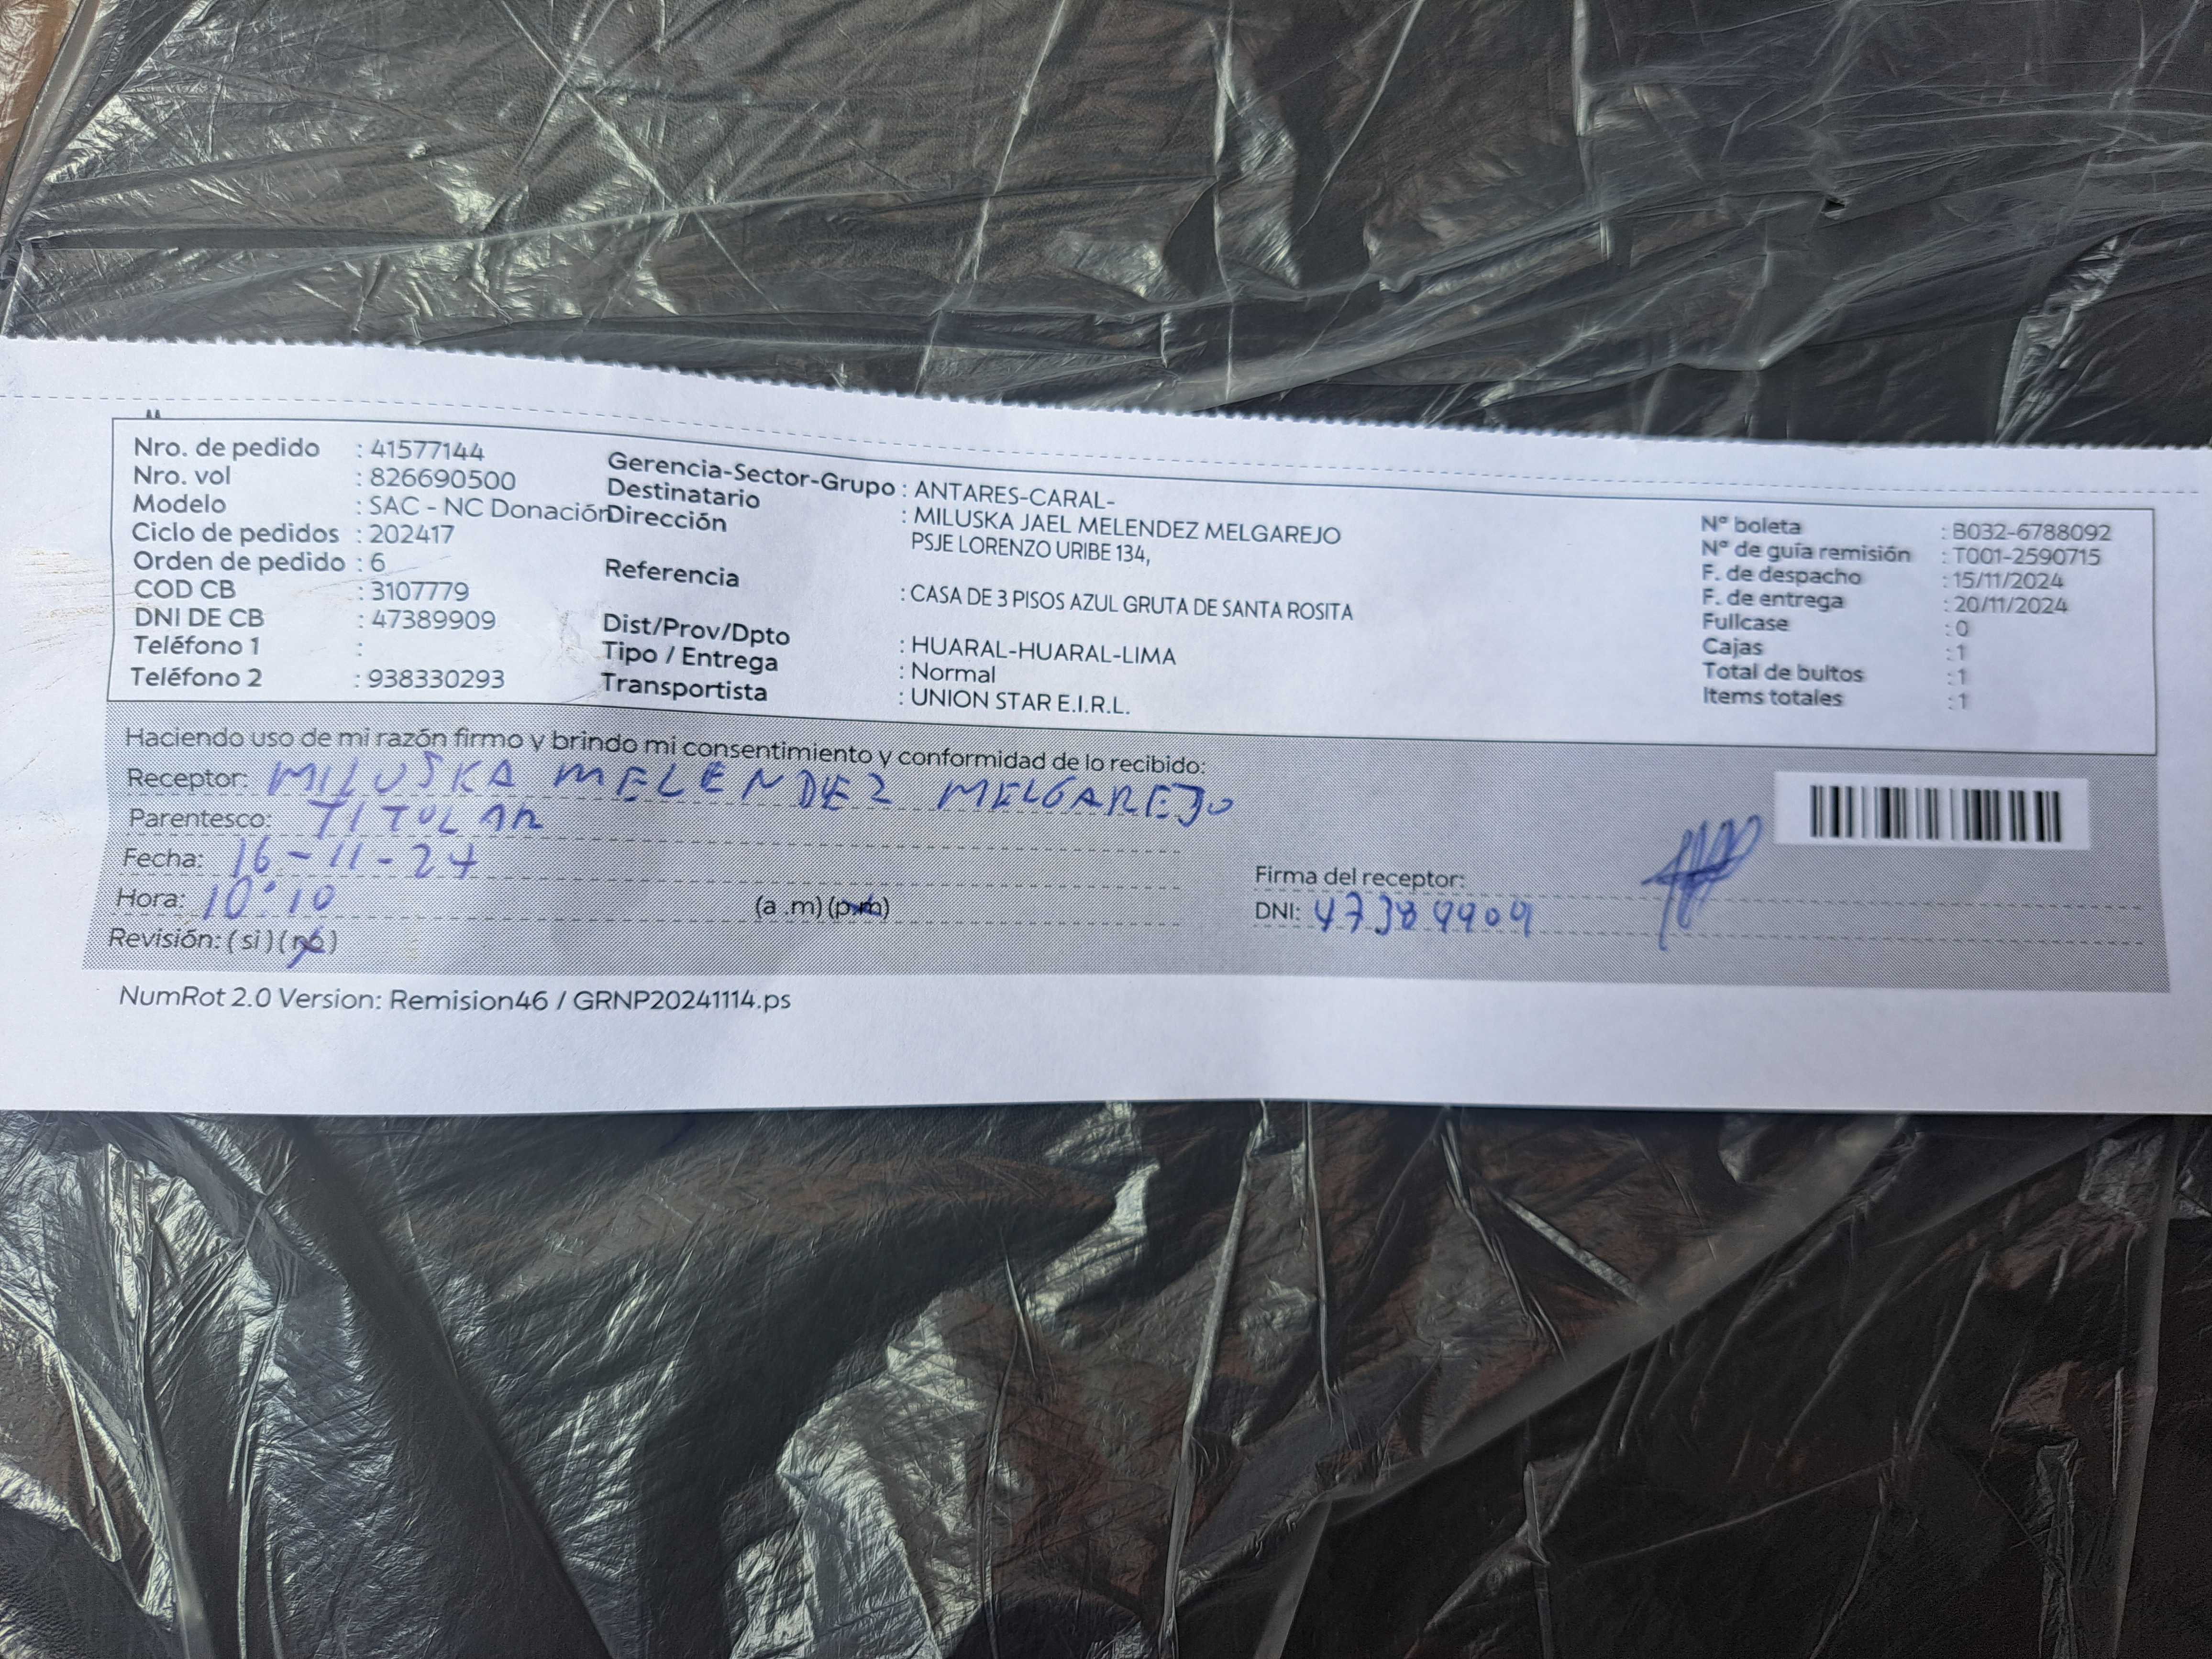 Nro. de pedido : 41577144
Nro. vol : 826690500
Modelo : SAC - NC Donación
Ciclo de pedidos : 202417
Orden de pedido : 6
COD CB : 3107779
DNI DE CB : 47389909
Teléfono 1 :
Teléfono 2 : 938330293
Gerencia-Sector-Grupo : ANTARES-CARAL-
Destinatario : MILUSKA JAEL MELENDEZ MELGAREJO
Dirección PSJE LORENZO URIBE 134,
Referencia : CASA DE 3 PISOS AZUL GRUTA DE SANTA ROSITA
Dist/Prov/Dpto : HUARAL-HUARAL-LIMA
Tipo / Entrega : Normal
Transportista : UNION STAR E.I.R.L.
N° boleta : B032-6788092
N° de guía remisión : T001-2590715
F. de despacho : 15/11/2024
F. de entrega : 20/11/2024
Fullcase : 0
Cajas : 1
Total de bultos : 1
Items totales : 1
Haciendo uso de mi razón firmo y brindo mi consentimiento y conformidad de lo recibido:
Receptor: MILUSKA MELENDEZ MELGAREJO
Parentesco: TITULAR
Fecha: 16-11-24
Hora: 10:10 (a .m) (p.m)
Revisión: (si) (no)
Firma del receptor:
DNI: 47389909
NumRot 2.0 Version: Remision46 / GRNP20241114.ps